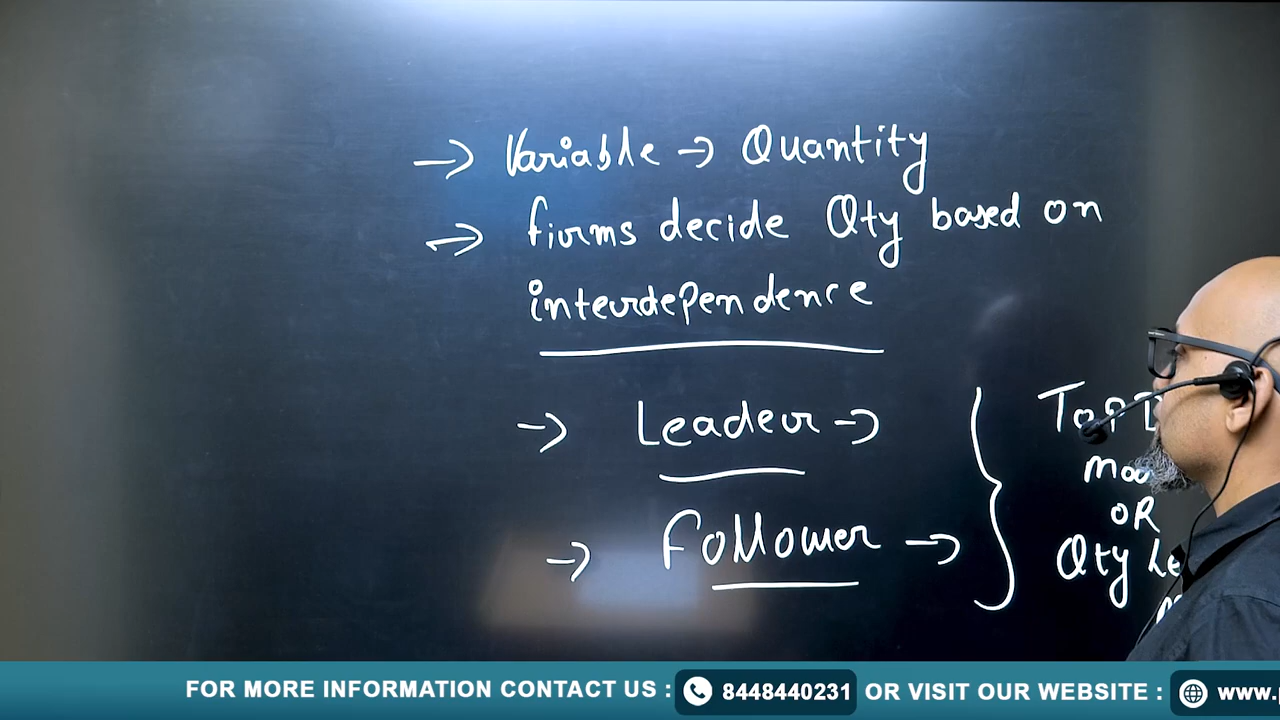 → Variable → Quantity
→ firms decide Qty based on
interdependence
→ Leader →
→ Follower →
OR
Qty
FOR MORE INFORMATION CONTACT US : 8448440231 OR VISIT OUR WEBSITE : www.